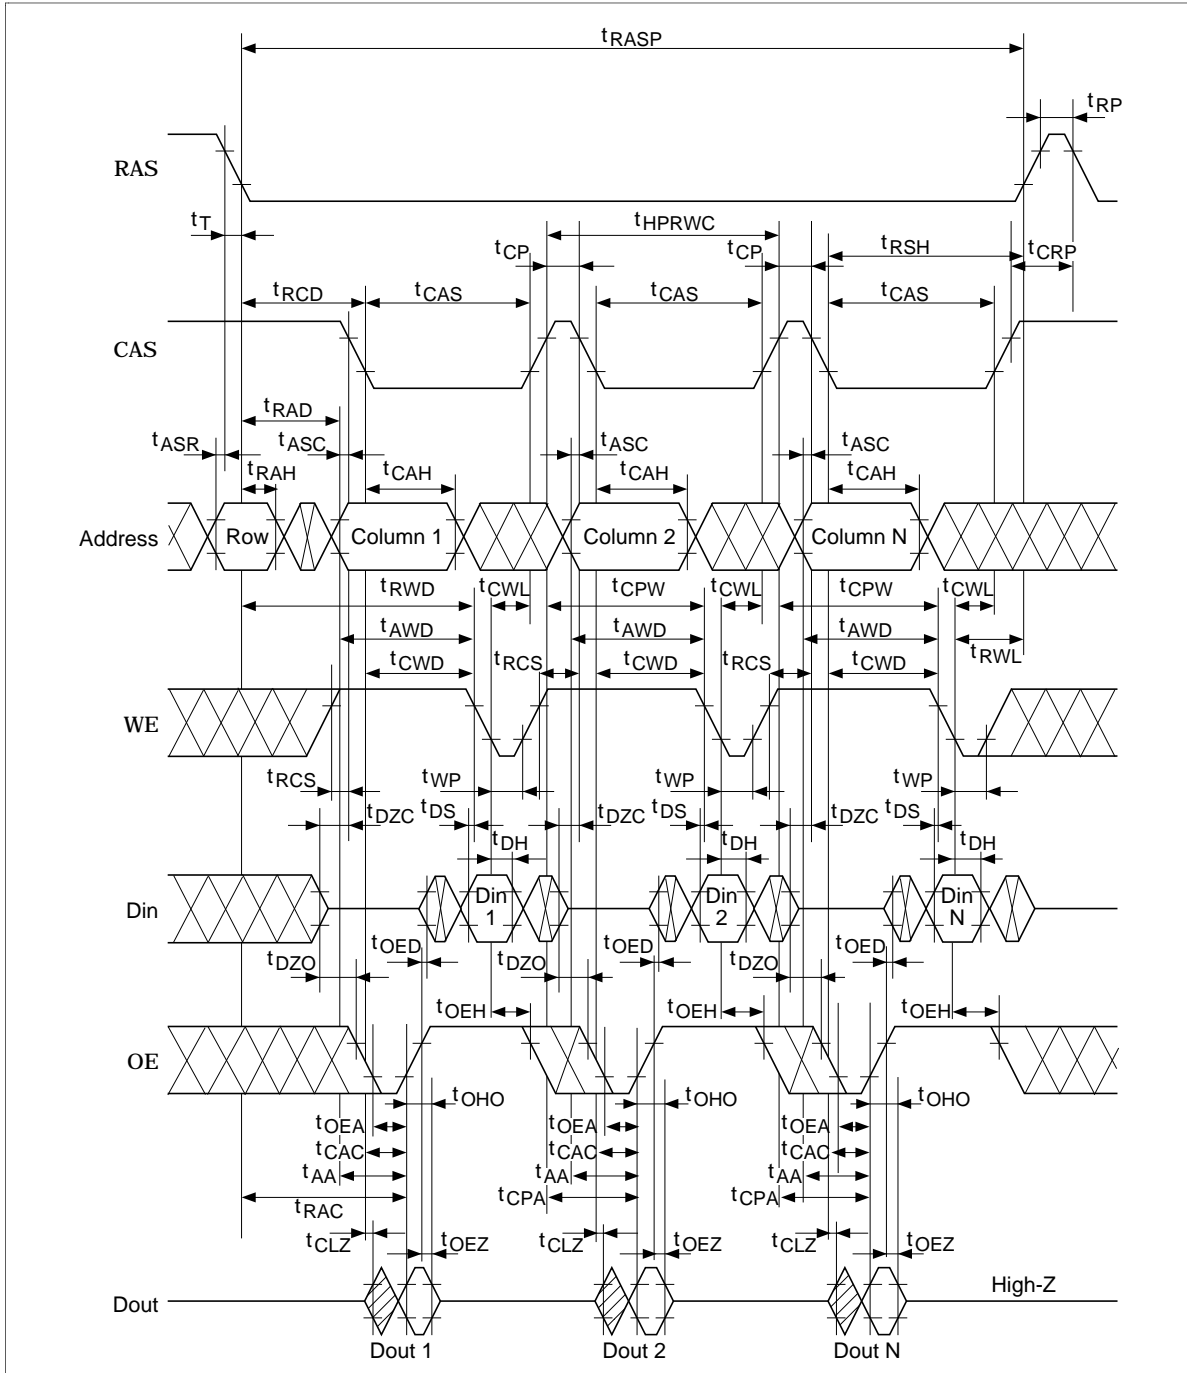 tRASP
tRP
RAS
tT
tHPRWC
tCP
tCP
tRSH
tCRP
tRCD
tCAS
tCAS
tCAS
CAS
tRAD
tASR
tASC
tASC
tASC
tRAH
tCAH
tCAH
tCAH
Address
Row
Column 1
Column 2
Column N
tRWD
tCWL
tCPW
tCWL
tCPW
tCWL
tAWD
tAWD
tAWD
tCWD
tRCS
tCWD
tRCS
tCWD
tRWL
WE
tRCS
tWP
tWP
tWP
tDZC
tDS
tDZC
tDS
tDZC
tDS
tDH
tDH
tDH
Din
Din 1
Din 2
Din N
tDZO
tOED
tDZO
tOED
tDZO
tOED
tOEH
tOEH
tOEH
OE
tOHO
tOHO
tOHO
tOEA
tOEA
tOEA
tCAC
tCAC
tCAC
tAA
tAA
tAA
tRAC
tCPA
tCPA
tCLZ
tOEZ
tCLZ
tOEZ
tCLZ
tOEZ
High-Z
Dout
Dout 1
Dout 2
Dout N